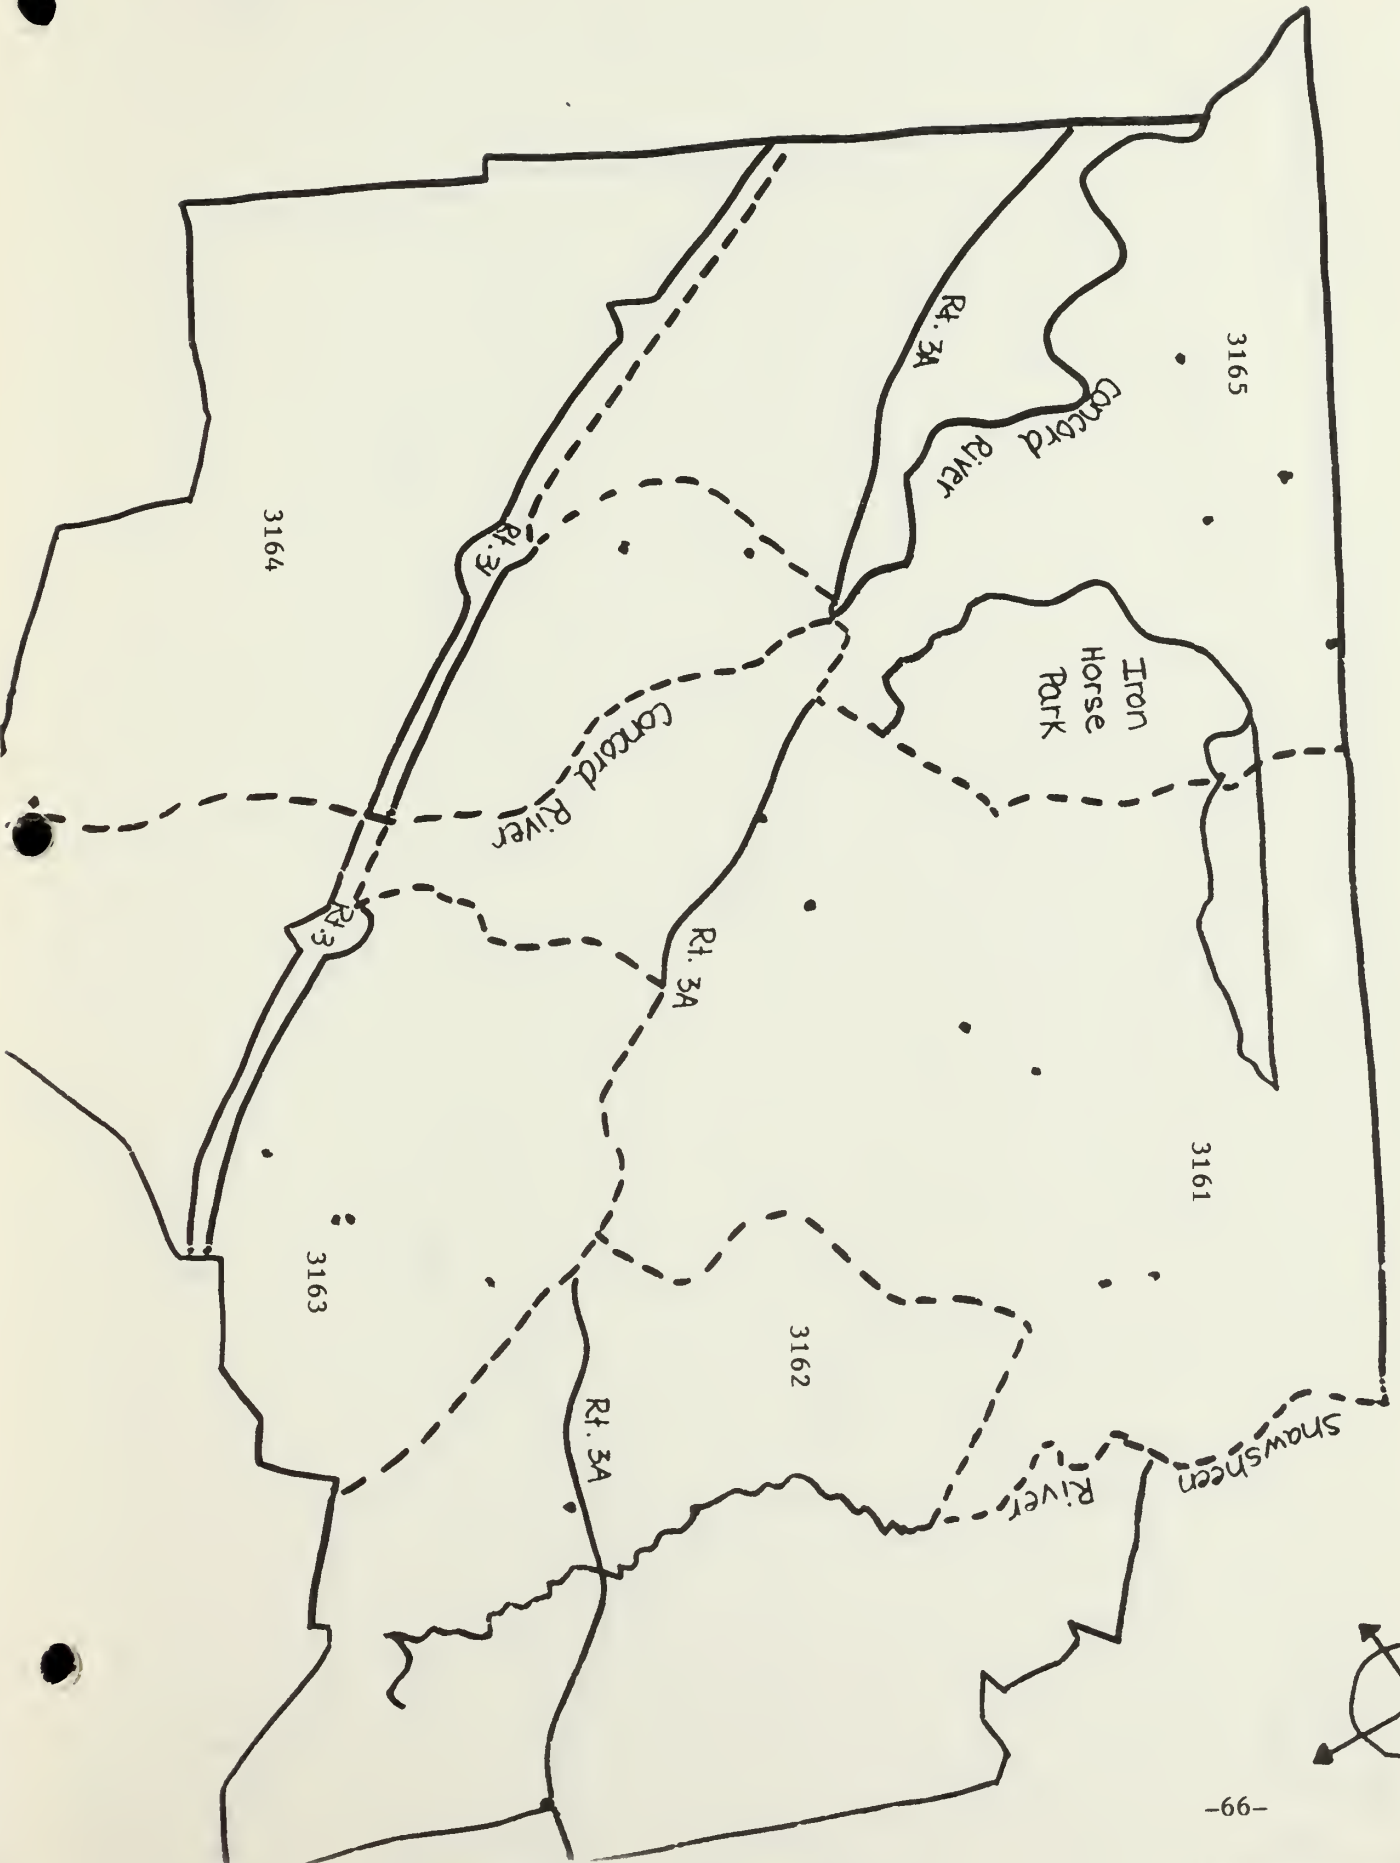 3165
Rt. 3A
Concord
River
3164
Rt. 3
Iron
Horse
Park
Concord River
Rt. 3
Rt. 3A
3161
3163
3162
Rt. 3A
Shawsheen
River
-66-